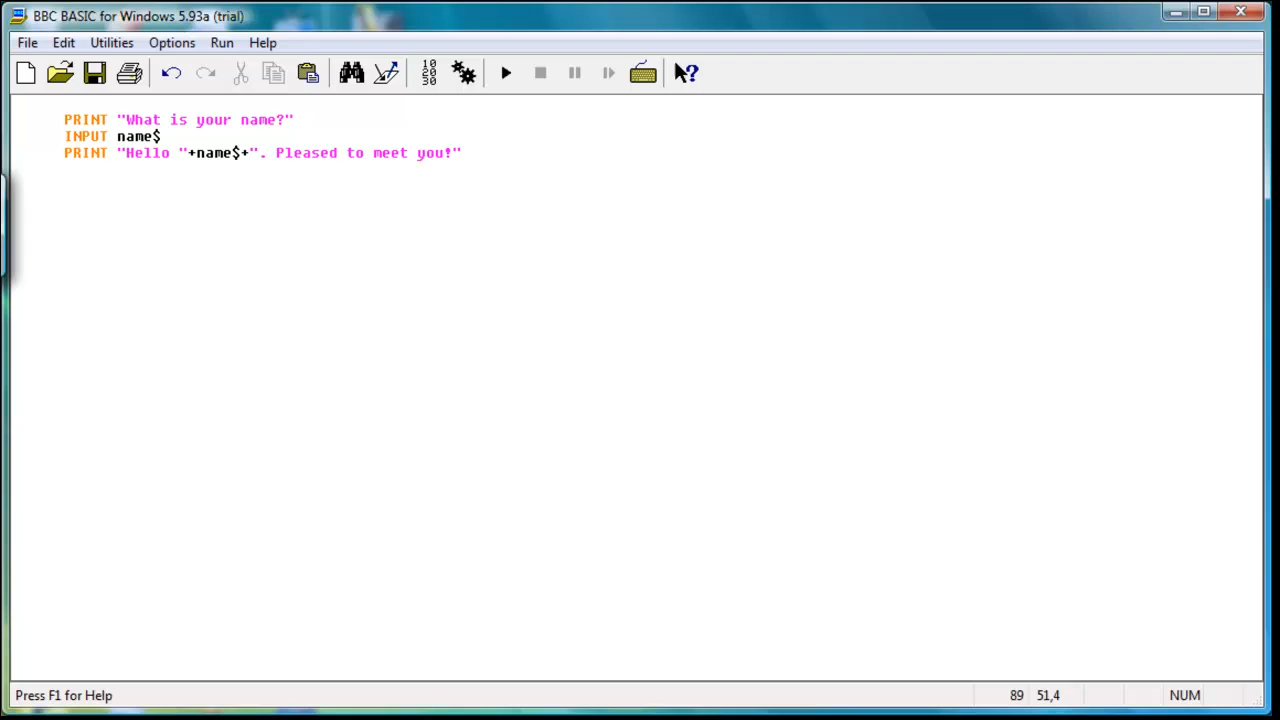 BBC BASIC for Windows 5.93a (trial)
File Edit Utilities Options Run Help
10
20
30
PRINT "What is your name?"
INPUT name$
PRINT "Hello "+name$+". Pleased to meet you!"
Press F1 for Help 89 51,4 NUM